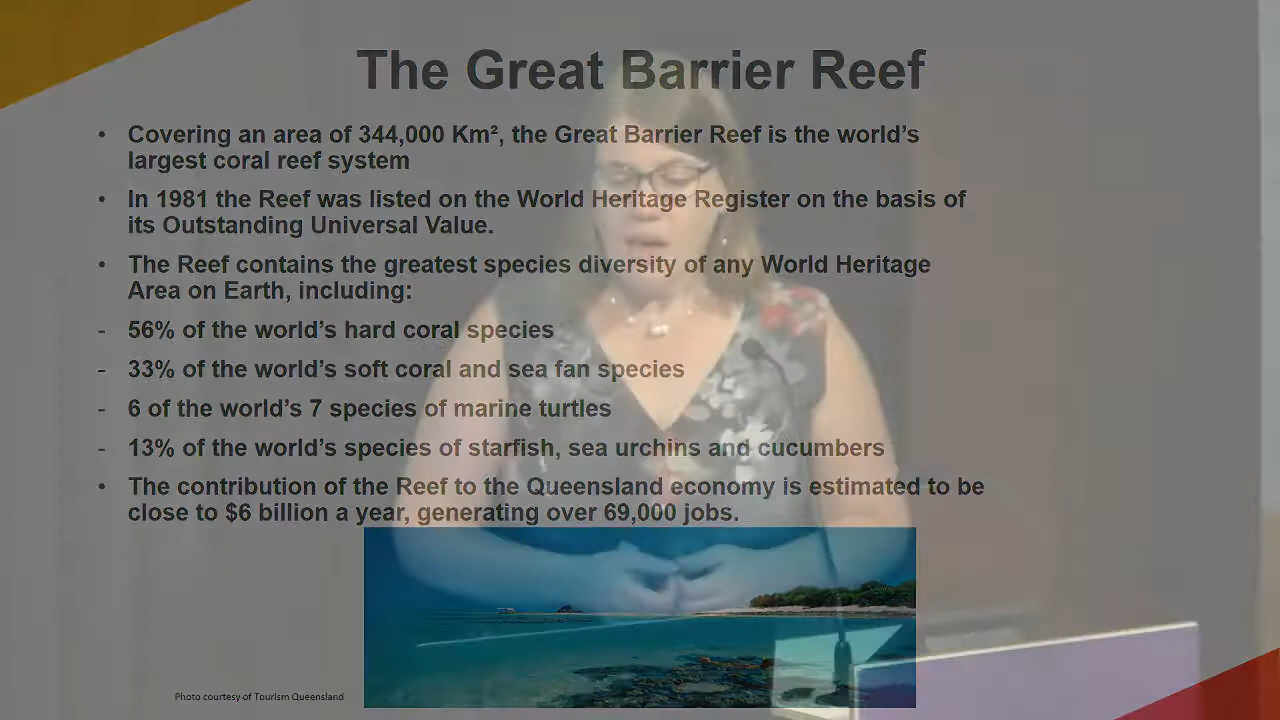 The Great Barrier Reef
• Covering an area of 344,000 Km², the Great Barrier Reef is the world's
largest coral reef system
• In 1981 the Reef was listed on the World Heritage Register on the basis of
its Outstanding Universal Value.
• The Reef contains the greatest species diversity of any World Heritage
Area on Earth, including:
- 56% of the world's hard coral species
- 33% of the world's soft coral and sea fan species
- 6 of the world's 7 species of marine turtles
- 13% of the world's species of starfish, sea urchins and cucumbers
• The contribution of the Reef to the Queensland economy is estimated to be
close to $6 billion a year, generating over 69,000 jobs.
Photo courtesy of Tourism Queensland